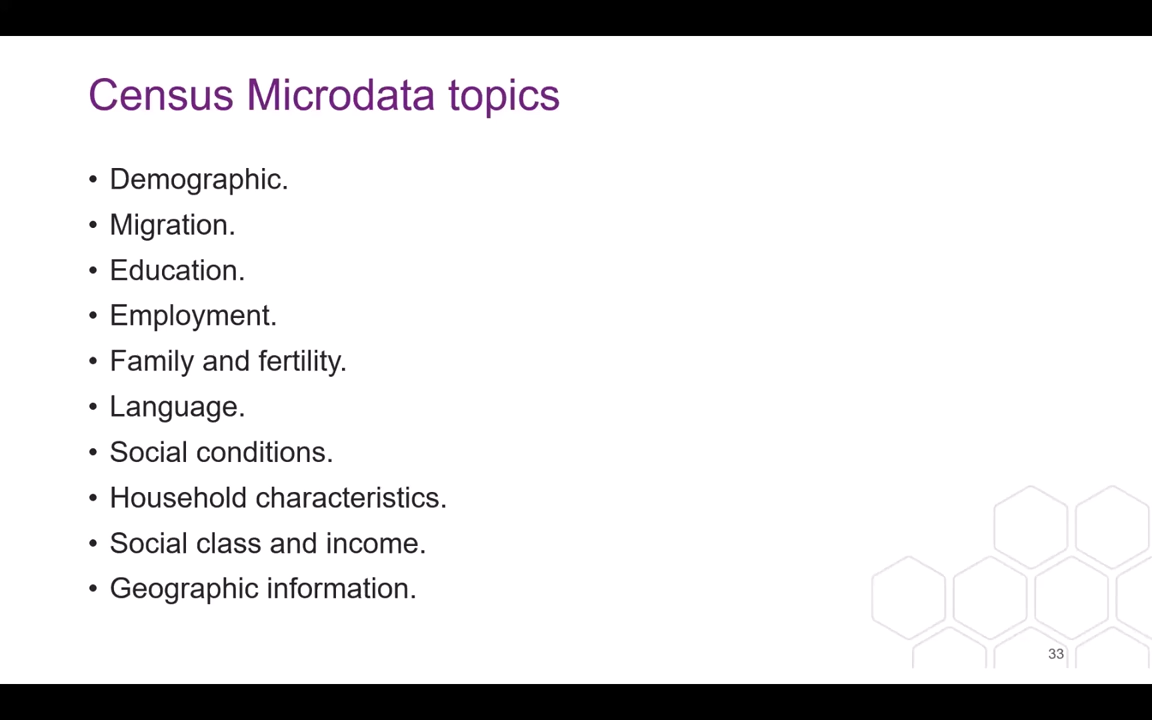 Census Microdata topics
• Demographic.
• Migration.
• Education.
• Employment.
• Family and fertility.
• Language.
• Social conditions.
• Household characteristics.
• Social class and income.
• Geographic information.
33